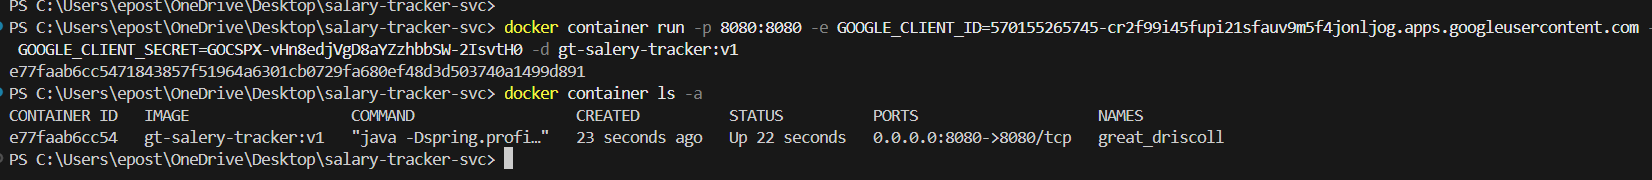 PS C:\Users\epost\OneDrive\Desktop\salary-tracker-svc>
PS C:\Users\epost\OneDrive\Desktop\salary-tracker-svc> docker container run -p 8080:8080 -e GOOGLE_CLIENT_ID=570155265745-cr2f99i45fupi21sfauv9m5f4jonljog.apps.googleusercontent.com -
GOOGLE_CLIENT_SECRET=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 -d gt-salery-tracker:v1
e77faab6cc5471843857f51964a6301cb0729fa680ef48d3d503740a1499d891
PS C:\Users\epost\OneDrive\Desktop\salary-tracker-svc> docker container ls -a
CONTAINER ID   IMAGE                  COMMAND                  CREATED          STATUS          PORTS                    NAMES
e77faab6cc54   gt-salery-tracker:v1   "java -Dspring.profi…"   23 seconds ago   Up 22 seconds   0.0.0.0:8080->8080/tcp   great_driscoll
PS C:\Users\epost\OneDrive\Desktop\salary-tracker-svc>